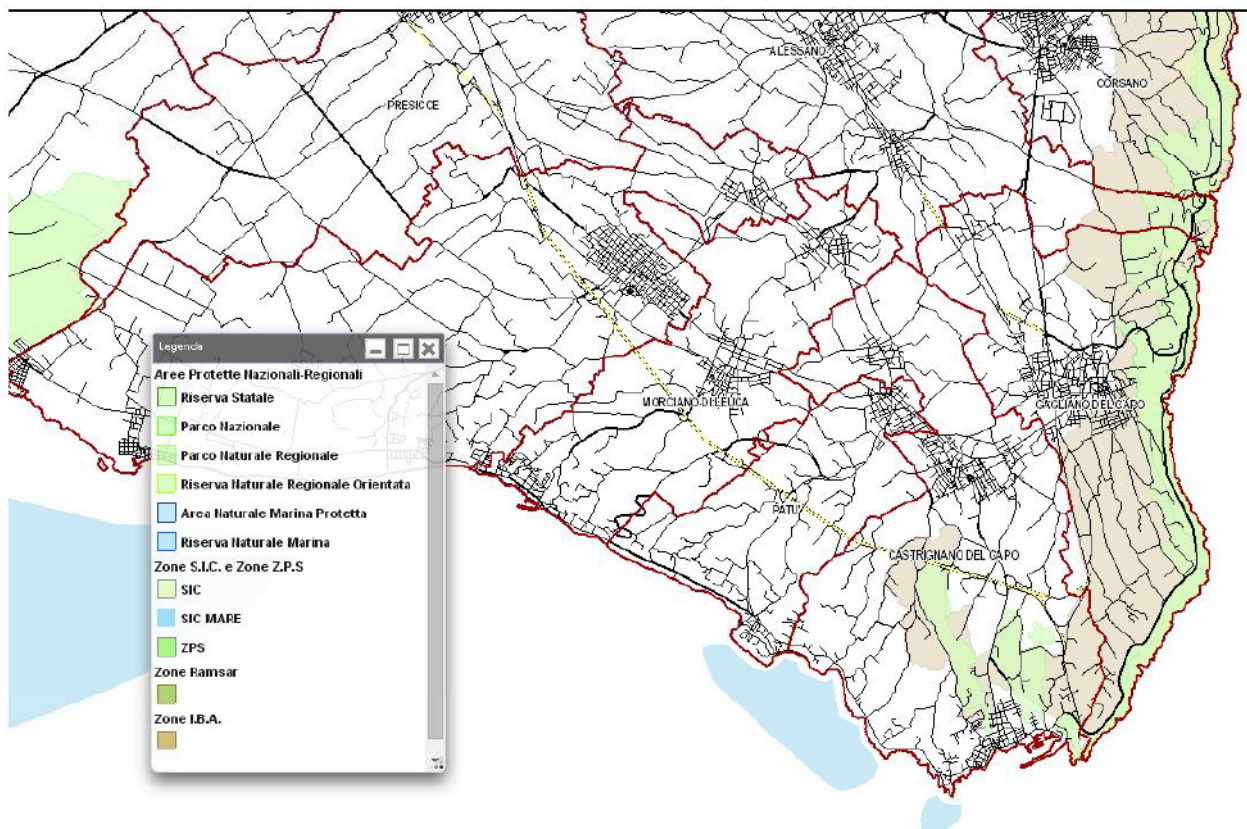 ALESSANO
CORSANO
PRESICCE
Legenda
Aree Protette Nazionali-Regionali
Riserva Statale
Parco Nazionale
Parco Naturale Regionale
Riserva Naturale Regionale Orientata
Area Naturale Marina Protetta
Riserva Naturale Marina
Zone S.I.C. e Zone Z.P.S
SIC
SIC MARE
ZPS
Zone Ramsar
Zone I.B.A.
MORCIANO DI LEUCA
GAGLIANO DEL CAPO
PATU'
CASTRIGNANO DEL CAPO